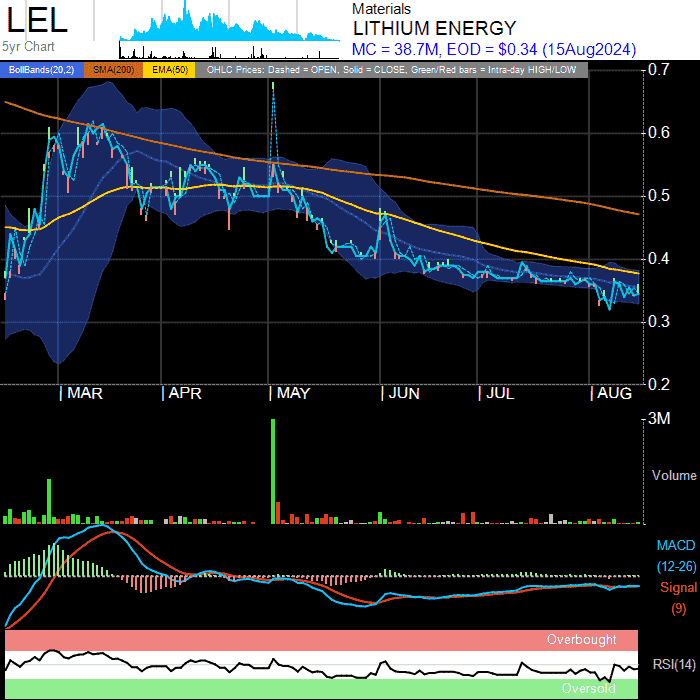 LEL
5yr Chart
Materials
LITHIUM ENERGY
MC = 38.7M, EOD = $0.34 (15Aug2024)
BollBands(20,2) SMA(200) EMA(50) OHLC Prices: Dashed = OPEN, Solid = CLOSE, Green/Red bars = Intra-day HIGH/LOW
0.7
0.6
0.5
0.4
0.3
0.2
MAR APR MAY JUN JUL AUG
3M
Volume
MACD
(12-26)
Signal
(9)
Overbought
RSI(14)
Oversold